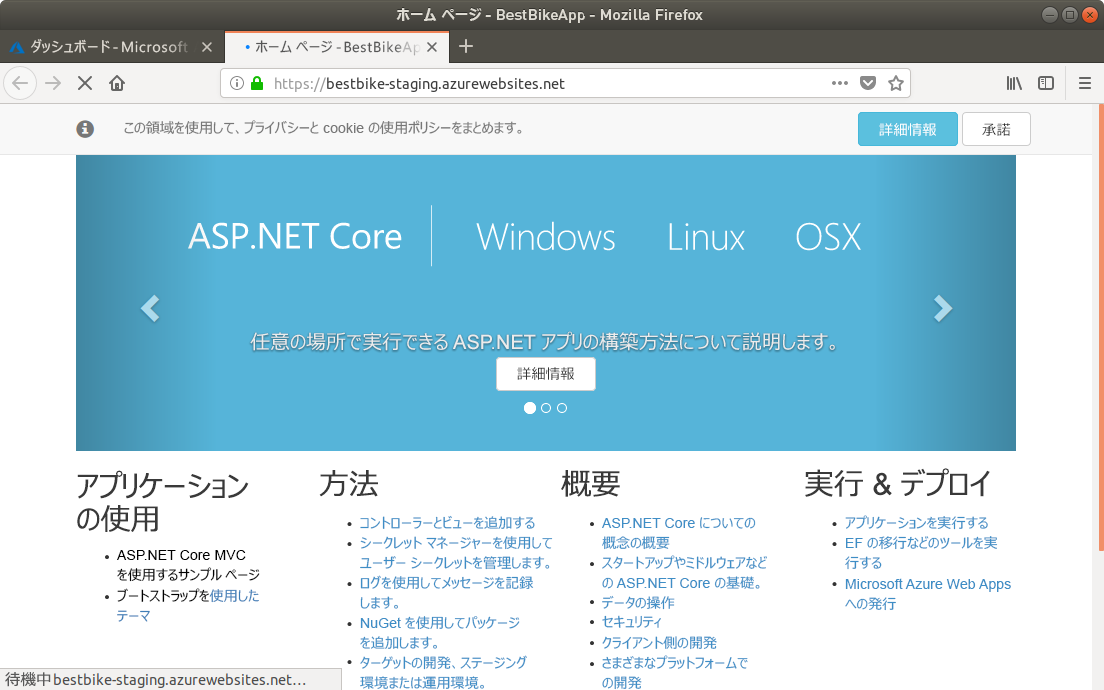 ホーム ページ - BestBikeApp - Mozilla Firefox
ダッシュボード - Microsoft
ホーム ページ - BestBikeAp
https://bestbike-staging.azurewebsites.net
この領域を使用して、プライバシーと cookie の使用ポリシーをまとめます。
詳細情報
承諾
ASP.NET Core
Windows
Linux
OSX
任意の場所で実行できる ASP.NET アプリの構築方法について説明します。
詳細情報
アプリケーション
の使用
ASP.NET Core MVC
を使用するサンプル ページ
ブートストラップを使用した
テーマ
方法
コントローラーとビューを追加する
シークレット マネージャーを使用して
ユーザー シークレットを管理します。
ログを使用してメッセージを記録
します。
NuGet を使用してパッケージ
を追加します。
ターゲットの開発、ステージング
環境または運用環境。
概要
ASP.NET Core についての
概念の概要
スタートアップやミドルウェアなど
の ASP.NET Core の基礎。
データの操作
セキュリティ
クライアント側の開発
さまざまなプラットフォームで
の開発
実行 & デプロイ
アプリケーションを実行する
EF の移行などのツールを実
行する
Microsoft Azure Web Apps
への発行
待機中bestbike-staging.azurewebsites.net…